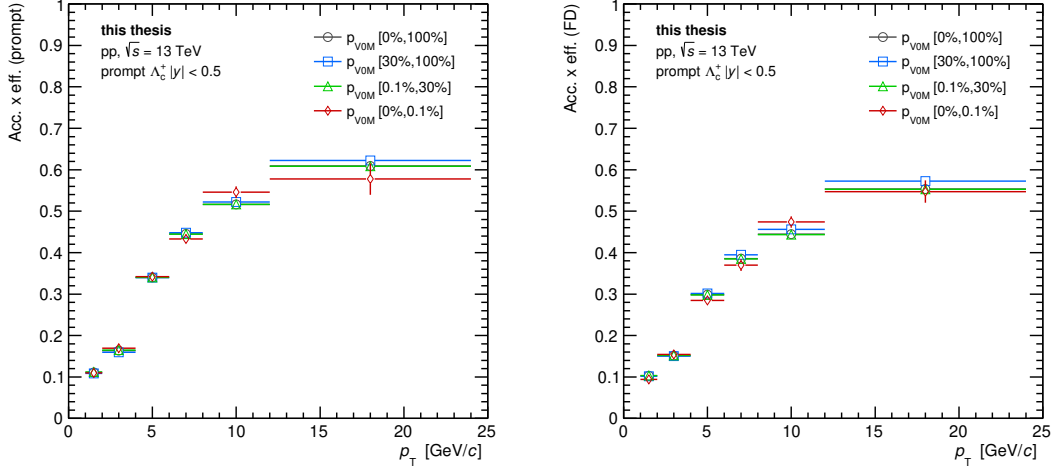 Acc. x eff. (prompt)
1
0.9
0.8
0.7
0.6
0.5
0.4
0.3
0.2
0.1
0
this thesis
pp, √s = 13 TeV
prompt Λc+ |y| < 0.5
pV0M [0%,100%]
pV0M [30%,100%]
pV0M [0.1%,30%]
pV0M [0%,0.1%]
0 5 10 15 20 25
pT [GeV/c]
Acc. x eff. (FD)
1
0.9
0.8
0.7
0.6
0.5
0.4
0.3
0.2
0.1
0
this thesis
pp, √s = 13 TeV
prompt Λc+ |y| < 0.5
pV0M [0%,100%]
pV0M [30%,100%]
pV0M [0.1%,30%]
pV0M [0%,0.1%]
0 5 10 15 20 25
pT [GeV/c]